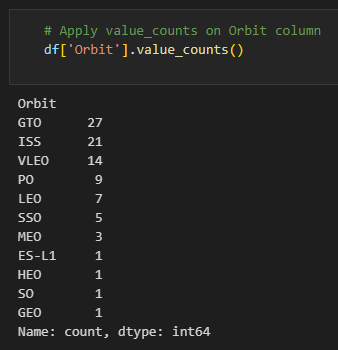 # Apply value_counts on Orbit column
df['Orbit'].value_counts()
Orbit
GTO 27
ISS 21
VLEO 14
PO 9
LEO 7
SSO 5
MEO 3
ES-L1 1
HEO 1
SO 1
GEO 1
Name: count, dtype: int64